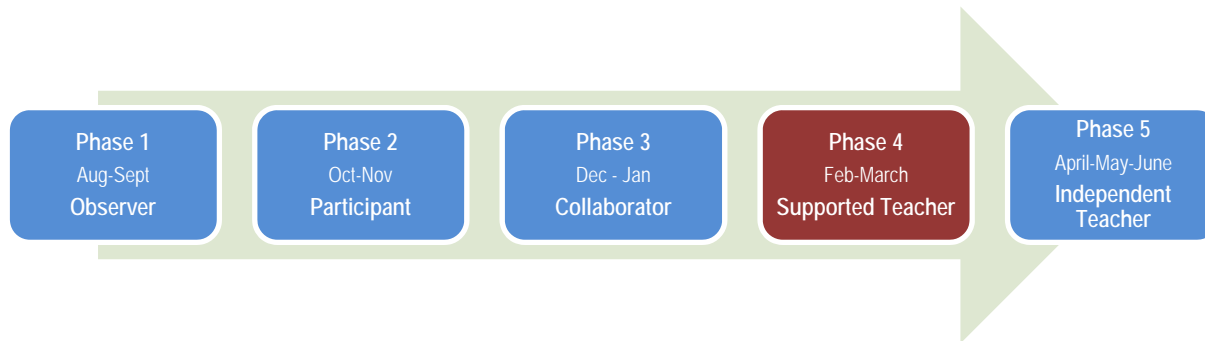 Phase 1
Aug-Sept
Observer
Phase 2
Oct-Nov
Participant
Phase 3
Dec - Jan
Collaborator
Phase 4
Feb-March
Supported Teacher
Phase 5
April-May-June
Independent
Teacher